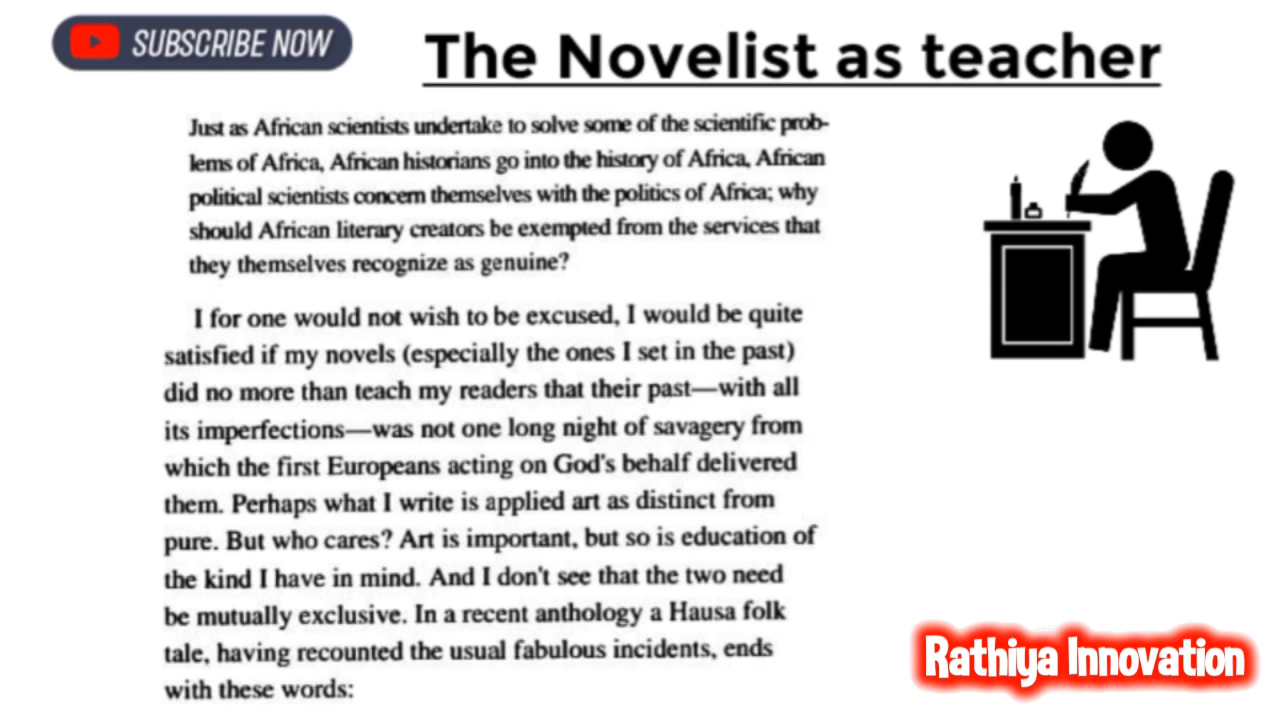 SUBSCRIBE NOW
The Novelist as teacher
Just as African scientists undertake to solve some of the scientific prob-
lems of Africa, African historians go into the history of Africa, African
political scientists concern themselves with the politics of Africa; why
should African literary creators be exempted from the services that
they themselves recognize as genuine?
I for one would not wish to be excused, I would be quite
satisfied if my novels (especially the ones I set in the past)
did no more than teach my readers that their past—with all
its imperfections—was not one long night of savagery from
which the first Europeans acting on God's behalf delivered
them. Perhaps what I write is applied art as distinct from
pure. But who cares? Art is important, but so is education of
the kind I have in mind. And I don't see that the two need
be mutually exclusive. In a recent anthology a Hausa folk
tale, having recounted the usual fabulous incidents, ends
with these words:
Rathiya Innovation